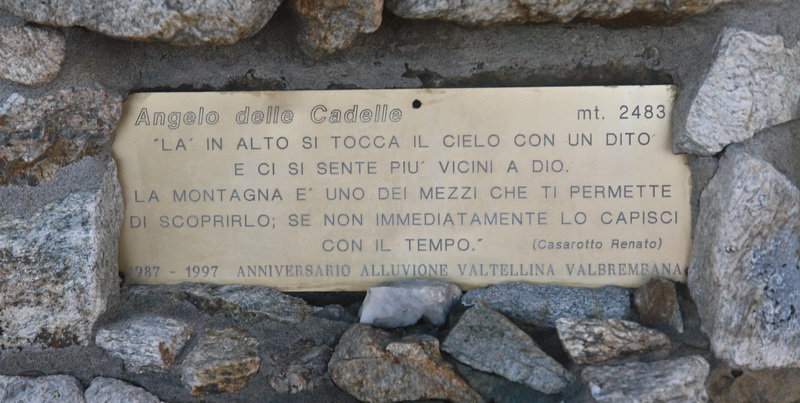 Angelo delle Cadelle mt. 2483
"LA' IN ALTO SI TOCCA IL CIELO CON UN DITO
E CI SI SENTE PIU' VICINI A DIO.
LA MONTAGNA E' UNO DEI MEZZI CHE TI PERMETTE
DI SCOPRIRLO; SE NON IMMEDIATAMENTE LO CAPISCI
CON IL TEMPO." (Casarotto Renato)
1987 - 1997 ANNIVERSARIO ALLUVIONE VALTELLINA VALBREMBANA